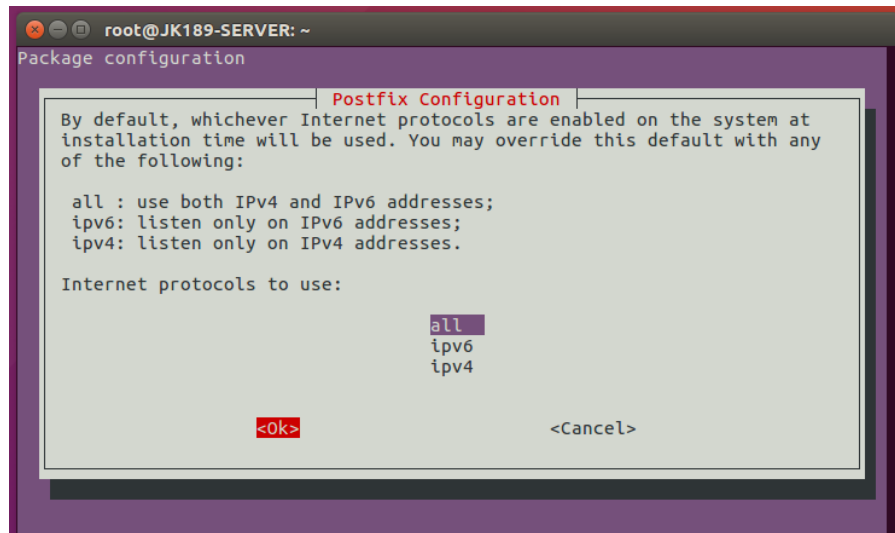 root@JK189-SERVER: ~
Package configuration
Postfix Configuration
By default, whichever Internet protocols are enabled on the system at
installation time will be used. You may override this default with any
of the following:
all : use both IPv4 and IPv6 addresses;
ipv6: listen only on IPv6 addresses;
ipv4: listen only on IPv4 addresses.
Internet protocols to use:
all
ipv6
ipv4
<Ok> <Cancel>